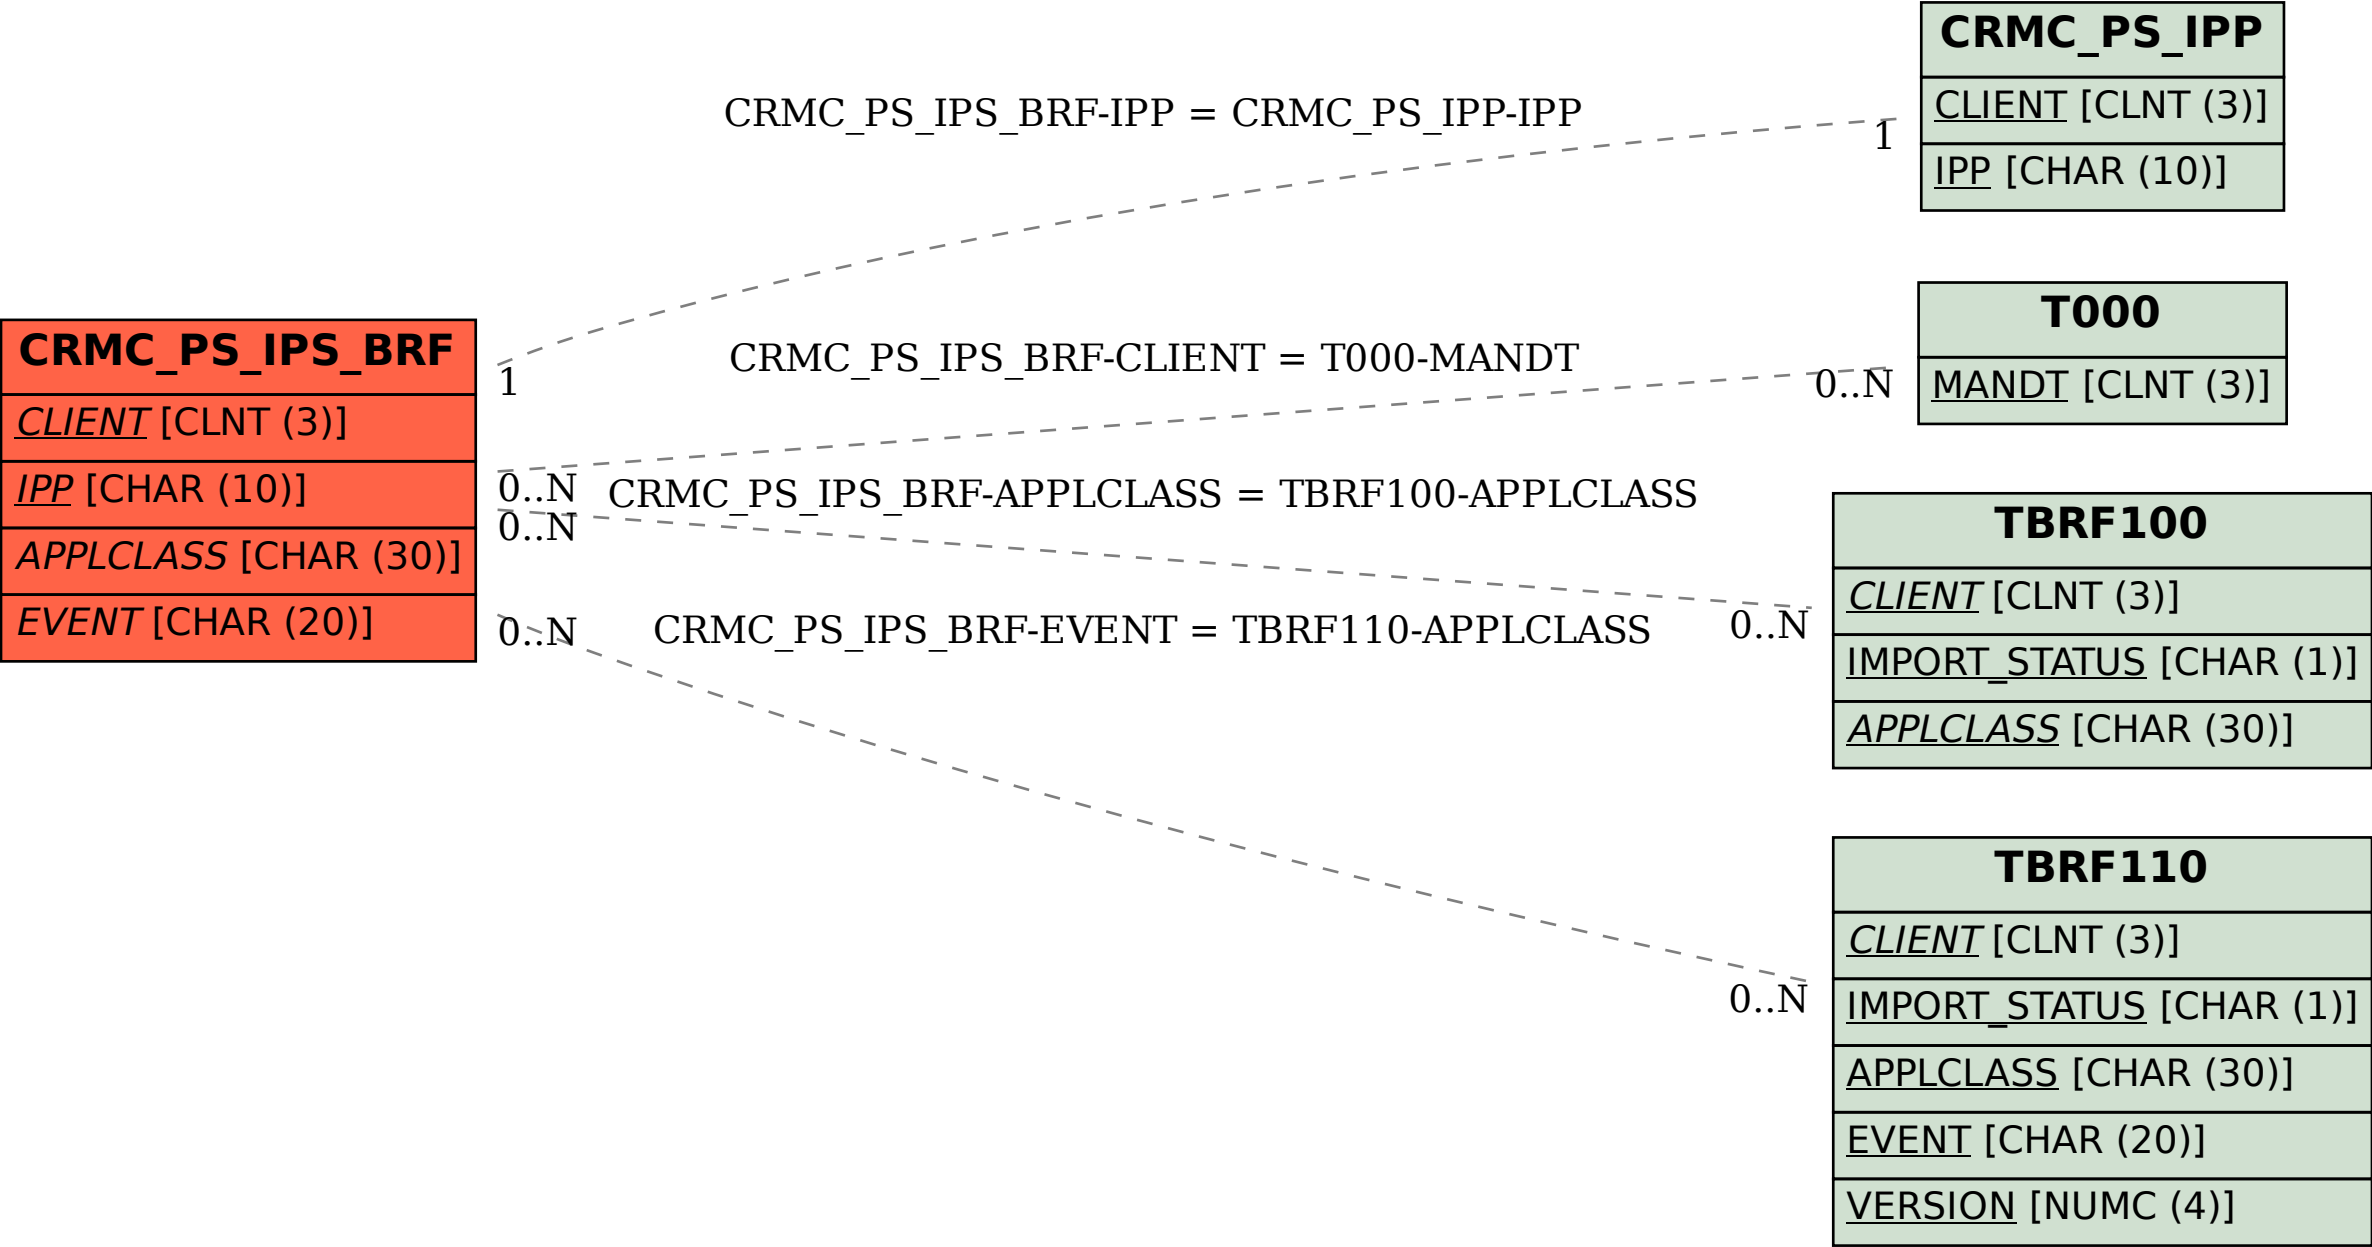 CRMC_PS_IPS_BRF
CLIENT [CLNT (3)]
IPP [CHAR (10)]
APPLCLASS [CHAR (30)]
EVENT [CHAR (20)]
CRMC_PS_IPS_BRF-IPP = CRMC_PS_IPP-IPP
1
1
CRMC_PS_IPS_BRF-CLIENT = T000-MANDT
0..N
0..N
CRMC_PS_IPS_BRF-APPLCLASS = TBRF100-APPLCLASS
0..N
0..N
CRMC_PS_IPS_BRF-EVENT = TBRF110-APPLCLASS
0..N
0..N
CRMC_PS_IPP
CLIENT [CLNT (3)]
IPP [CHAR (10)]
T000
MANDT [CLNT (3)]
TBRF100
CLIENT [CLNT (3)]
IMPORT_STATUS [CHAR (1)]
APPLCLASS [CHAR (30)]
TBRF110
CLIENT [CLNT (3)]
IMPORT_STATUS [CHAR (1)]
APPLCLASS [CHAR (30)]
EVENT [CHAR (20)]
VERSION [NUMC (4)]